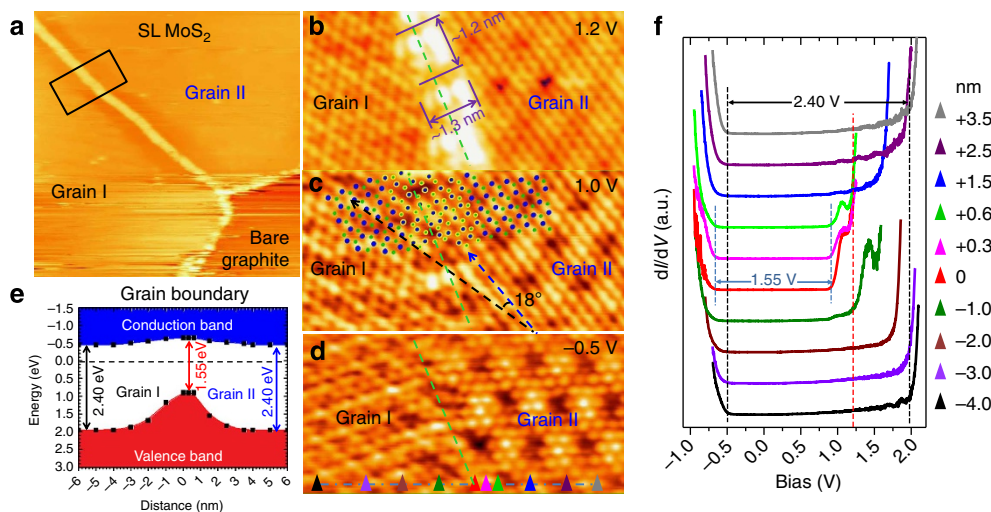 a
SL MoS2
Grain II
Grain I
Bare
graphite
b
1.2 V
~1.2 nm
~1.3 nm
Grain I
Grain II
c
1.0 V
Grain I
Grain II
18°
d
−0.5 V
Grain I
Grain II
e
Grain boundary
Conduction band
Valence band
Grain I
Grain II
2.40 eV
1.55 eV
2.40 eV
Energy (eV)
−1.5
−1.0
−0.5
0.0
0.5
1.0
1.5
2.0
2.5
3.0
−6 −5 −4 −3 −2 −1 0 1 2 3 4 5 6
Distance (nm)
f
2.40 V
1.55 V
dI/dV (a.u.)
−1.0 −0.5 0.0 0.5 1.0 1.5 2.0
Bias (V)
nm
+3.5
+2.5
+1.5
+0.6
+0.3
0
−1.0
−2.0
−3.0
−4.0